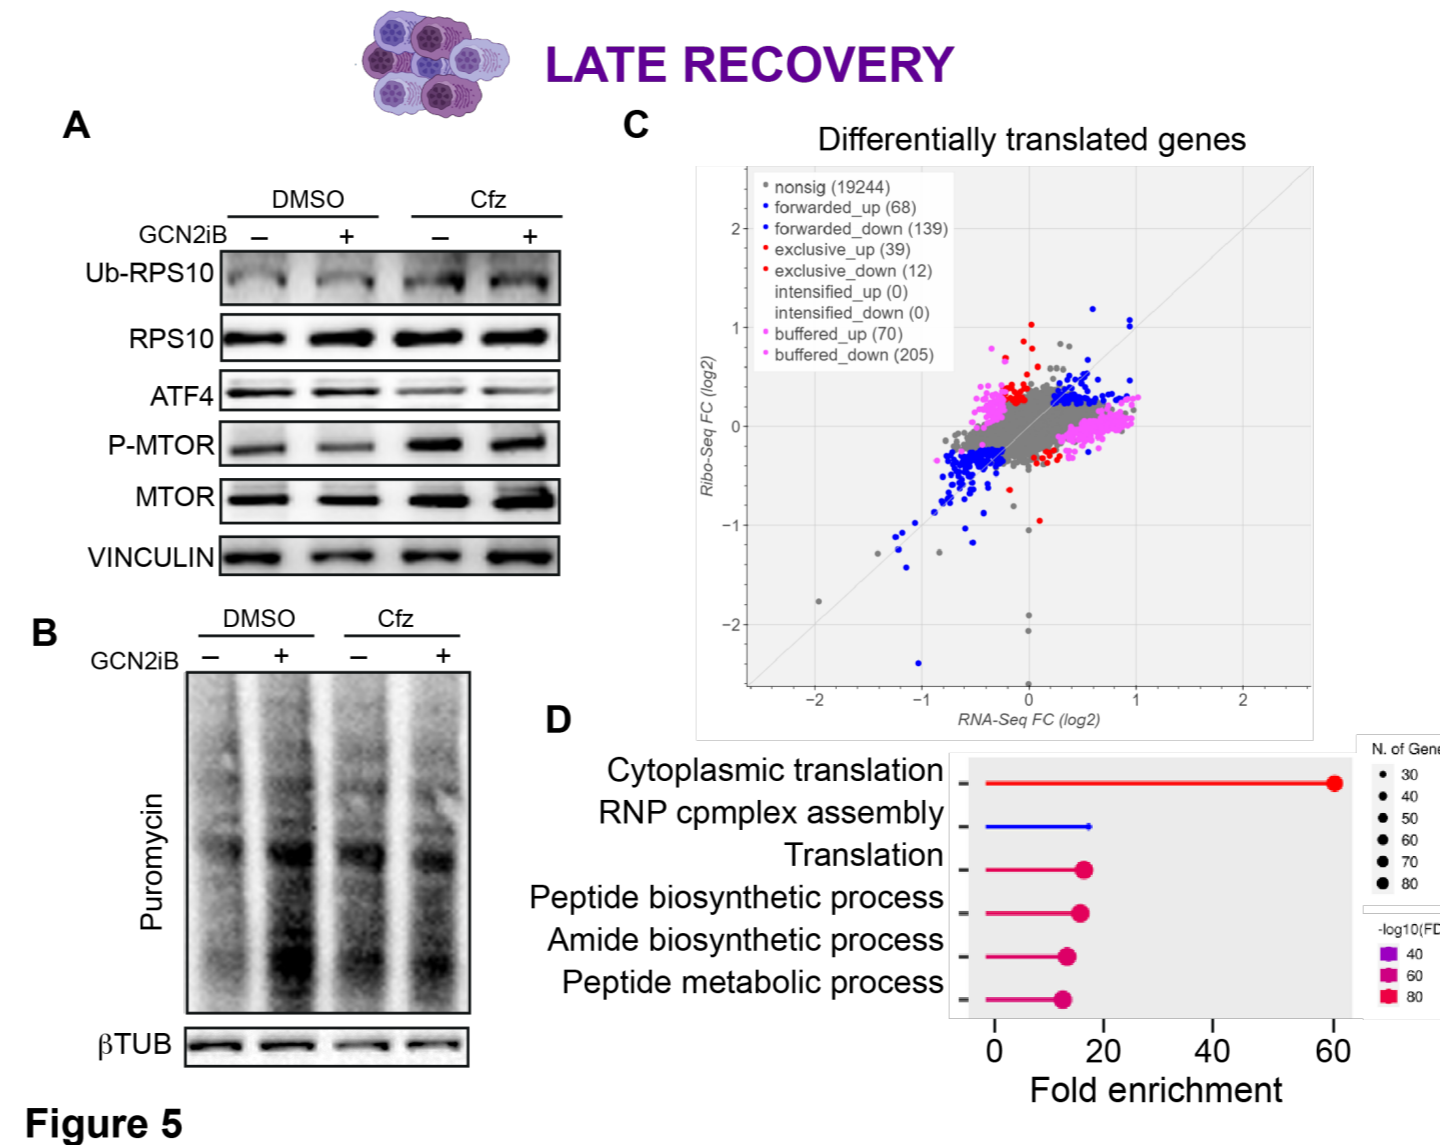 LATE RECOVERY
A
DMSO Cfz
GCN2iB – + – +
Ub-RPS10
RPS10
ATF4
P-MTOR
MTOR
VINCULIN
B
DMSO Cfz
GCN2iB – + – +
Puromycin
βTUB
C
Differentially translated genes
nonsig (19244)
forwarded_up (68)
forwarded_down (139)
exclusive_up (39)
exclusive_down (12)
intensified_up (0)
intensified_down (0)
buffered_up (70)
buffered_down (205)
Ribo-Seq FC (log2)
2
1
0
−1
−2
−2 −1 0 1 2
RNA-Seq FC (log2)
D
Cytoplasmic translation
RNP cpmplex assembly
Translation
Peptide biosynthetic process
Amide biosynthetic process
Peptide metabolic process
0 20 40 60
Fold enrichment
N. of Gene
30
40
50
60
70
80
-log10(FD
40
60
80
Figure 5